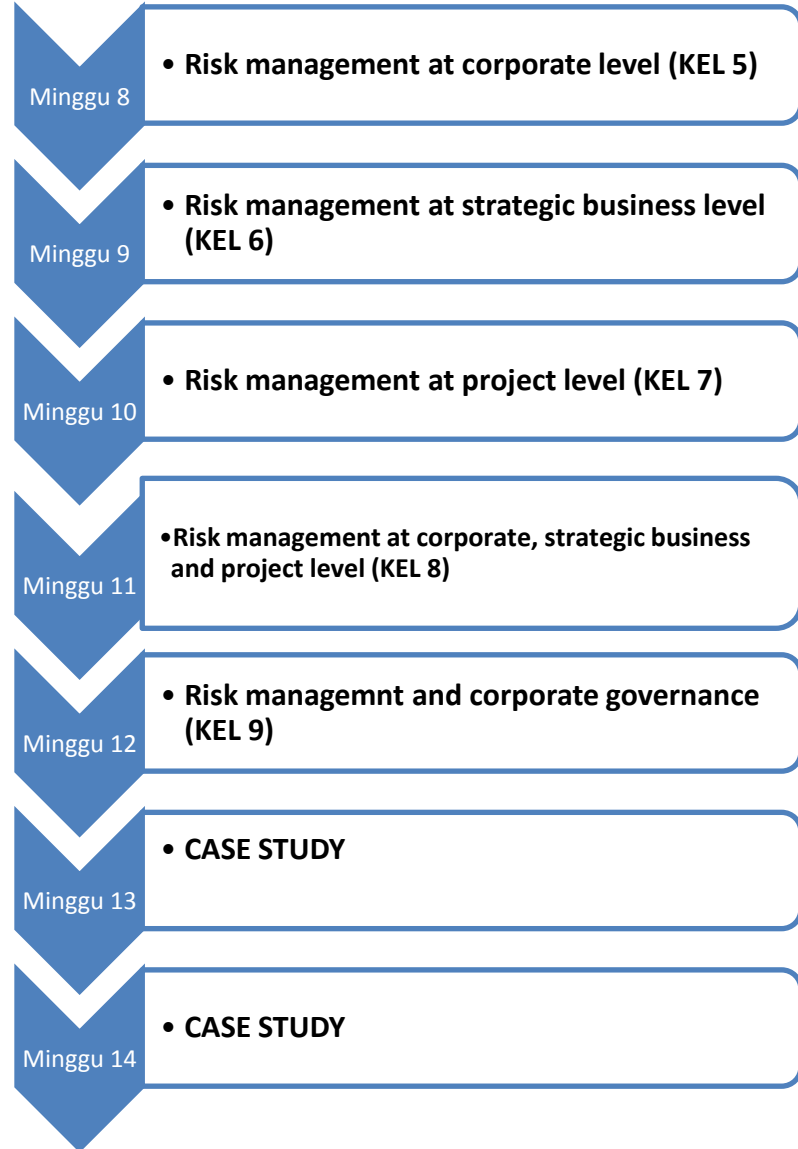 Minggu 8
• Risk management at corporate level (KEL 5)
Minggu 9
• Risk management at strategic business level
(KEL 6)
Minggu 10
• Risk management at project level (KEL 7)
Minggu 11
•Risk management at corporate, strategic business
and project level (KEL 8)
Minggu 12
• Risk managemnt and corporate governance
(KEL 9)
Minggu 13
• CASE STUDY
Minggu 14
• CASE STUDY